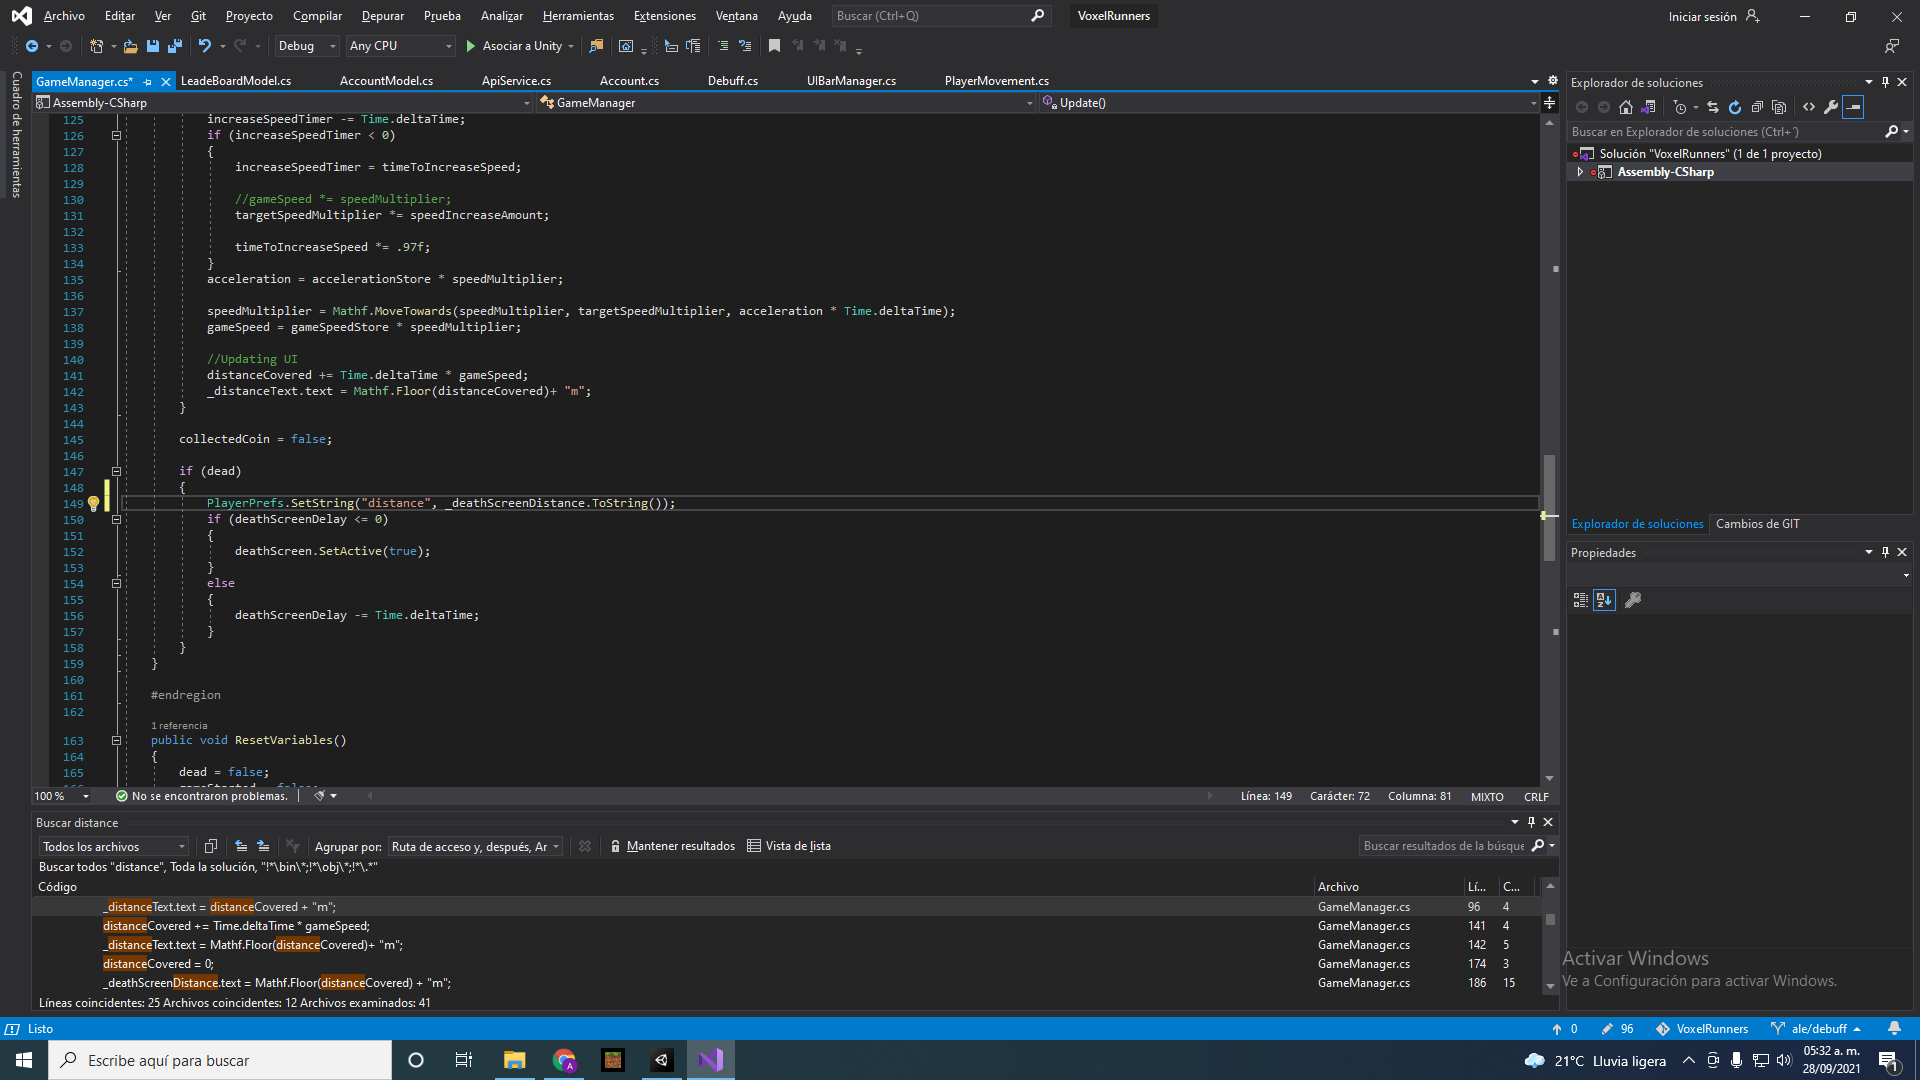 Archivo Editar Ver Git Proyecto Compilar Depurar Prueba Analizar Herramientas Extensiones Ventana Ayuda Buscar (Ctrl+Q) VoxelRunners Iniciar sesión
Debug Any CPU Asociar a Unity
Cuadro de herramientas
GameManager.cs* LeadeBoardModel.cs AccountModel.cs ApiService.cs Account.cs Debuff.cs UIBarManager.cs PlayerMovement.cs
Assembly-CSharp GameManager Update()
125 increaseSpeedTimer -= Time.deltaTime;
126 if (increaseSpeedTimer < 0)
127 {
128 increaseSpeedTimer = timeToIncreaseSpeed;
129
130 //gameSpeed *= speedMultiplier;
131 targetSpeedMultiplier *= speedIncreaseAmount;
132
133 timeToIncreaseSpeed *= .97f;
134 }
135 acceleration = accelerationStore * speedMultiplier;
136
137 speedMultiplier = Mathf.MoveTowards(speedMultiplier, targetSpeedMultiplier, acceleration * Time.deltaTime);
138 gameSpeed = gameSpeedStore * speedMultiplier;
139
140 //Updating UI
141 distanceCovered += Time.deltaTime * gameSpeed;
142 _distanceText.text = Mathf.Floor(distanceCovered)+ "m";
143 }
144
145 collectedCoin = false;
146
147 if (dead)
148 {
149 PlayerPrefs.SetString("distance", _deathScreenDistance.ToString());
150 if (deathScreenDelay <= 0)
151 {
152 deathScreen.SetActive(true);
153 }
154 else
155 {
156 deathScreenDelay -= Time.deltaTime;
157 }
158 }
159 }
160
161 #endregion
162
1 referencia
163 public void ResetVariables()
164 {
165 dead = false;
100 % No se encontraron problemas. Línea: 149 Carácter: 72 Columna: 81 MIXTO CRLF
Buscar distance
Todos los archivos Agrupar por: Ruta de acceso y, después, Ar Mantener resultados Vista de lista Buscar resultados de la búsque
Buscar todos "distance", Toda la solución, "!*\bin\*;!*\obj\*;!*\.*"
Código Archivo Lí... C...
_distanceText.text = distanceCovered + "m"; GameManager.cs 96 4
distanceCovered += Time.deltaTime * gameSpeed; GameManager.cs 141 4
_distanceText.text = Mathf.Floor(distanceCovered)+ "m"; GameManager.cs 142 5
distanceCovered = 0; GameManager.cs 174 3
_deathScreenDistance.text = Mathf.Floor(distanceCovered) + "m"; GameManager.cs 186 15
Líneas coincidentes: 25 Archivos coincidentes: 12 Archivos examinados: 41
Explorador de soluciones
Buscar en Explorador de soluciones (Ctrl+´)
Solución "VoxelRunners" (1 de 1 proyecto)
Assembly-CSharp
Explorador de soluciones Cambios de GIT
Propiedades
Activar Windows
Ve a Configuración para activar Windows.
Listo 0 96 VoxelRunners ale/debuff
Escribe aquí para buscar 21°C Lluvia ligera 05:32 a. m.
28/09/2021 1